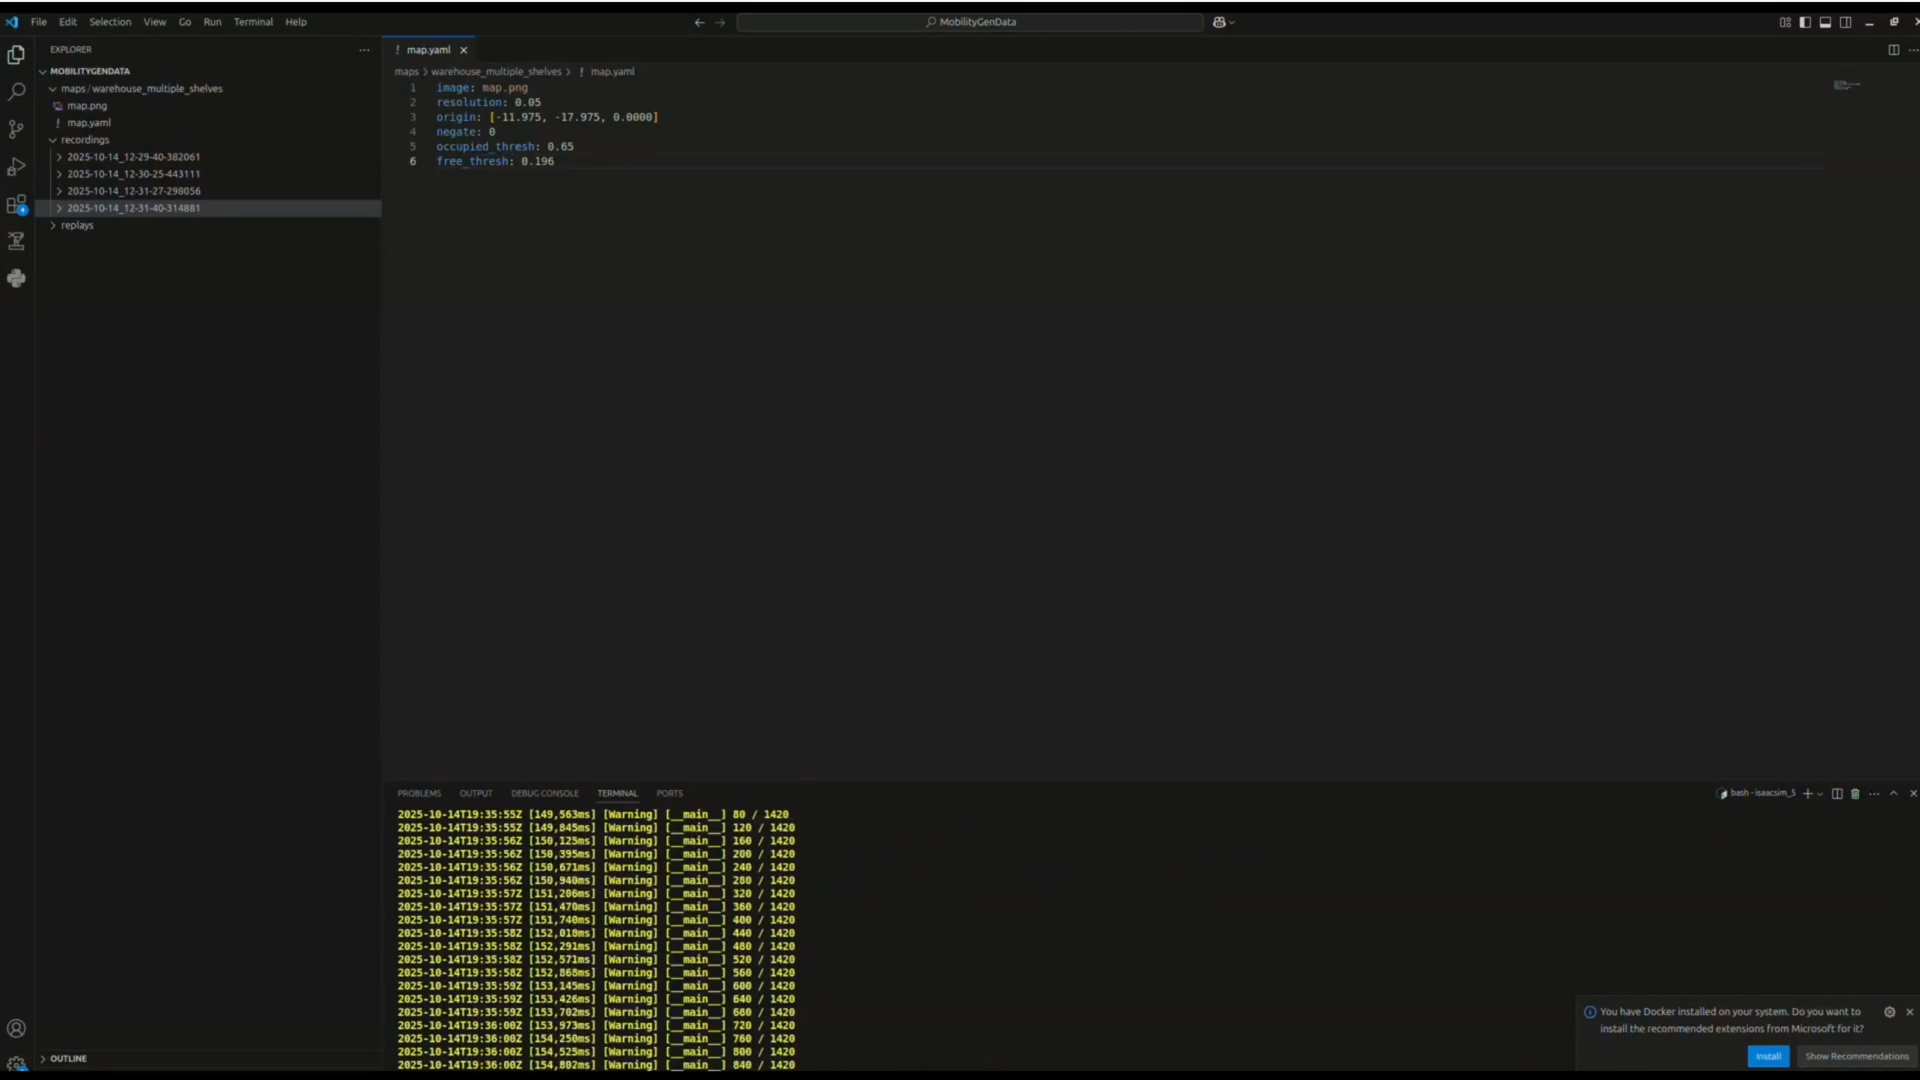 File Edit Selection View Go Run Terminal Help
MobilityGenData
EXPLORER
MOBILITYGENDATA
maps / warehouse_multiple_shelves
map.png
! map.yaml
recordings
2025-10-14_12-29-40-382061
2025-10-14_12-30-25-443111
2025-10-14_12-31-27-298056
2025-10-14_12-31-40-314881
replays
OUTLINE
! map.yaml
maps > warehouse_multiple_shelves > ! map.yaml
1 image: map.png
2 resolution: 0.05
3 origin: [-11.975, -17.975, 0.0000]
4 negate: 0
5 occupied_thresh: 0.65
6 free_thresh: 0.196
PROBLEMS OUTPUT DEBUG CONSOLE TERMINAL PORTS
bash - isaacsim_5
2025-10-14T19:35:55Z [149,563ms] [Warning] [__main__] 80 / 1420
2025-10-14T19:35:55Z [149,845ms] [Warning] [__main__] 120 / 1420
2025-10-14T19:35:56Z [150,125ms] [Warning] [__main__] 160 / 1420
2025-10-14T19:35:56Z [150,395ms] [Warning] [__main__] 200 / 1420
2025-10-14T19:35:56Z [150,671ms] [Warning] [__main__] 240 / 1420
2025-10-14T19:35:56Z [150,940ms] [Warning] [__main__] 280 / 1420
2025-10-14T19:35:57Z [151,206ms] [Warning] [__main__] 320 / 1420
2025-10-14T19:35:57Z [151,470ms] [Warning] [__main__] 360 / 1420
2025-10-14T19:35:57Z [151,740ms] [Warning] [__main__] 400 / 1420
2025-10-14T19:35:58Z [152,018ms] [Warning] [__main__] 440 / 1420
2025-10-14T19:35:58Z [152,291ms] [Warning] [__main__] 480 / 1420
2025-10-14T19:35:58Z [152,571ms] [Warning] [__main__] 520 / 1420
2025-10-14T19:35:58Z [152,868ms] [Warning] [__main__] 560 / 1420
2025-10-14T19:35:59Z [153,145ms] [Warning] [__main__] 600 / 1420
2025-10-14T19:35:59Z [153,426ms] [Warning] [__main__] 640 / 1420
2025-10-14T19:35:59Z [153,702ms] [Warning] [__main__] 680 / 1420
2025-10-14T19:36:00Z [153,973ms] [Warning] [__main__] 720 / 1420
2025-10-14T19:36:00Z [154,250ms] [Warning] [__main__] 760 / 1420
2025-10-14T19:36:00Z [154,525ms] [Warning] [__main__] 800 / 1420
2025-10-14T19:36:00Z [154,802ms] [Warning] [__main__] 840 / 1420
You have Docker installed on your system. Do you want to
install the recommended extensions from Microsoft for it?
Install Show Recommendations